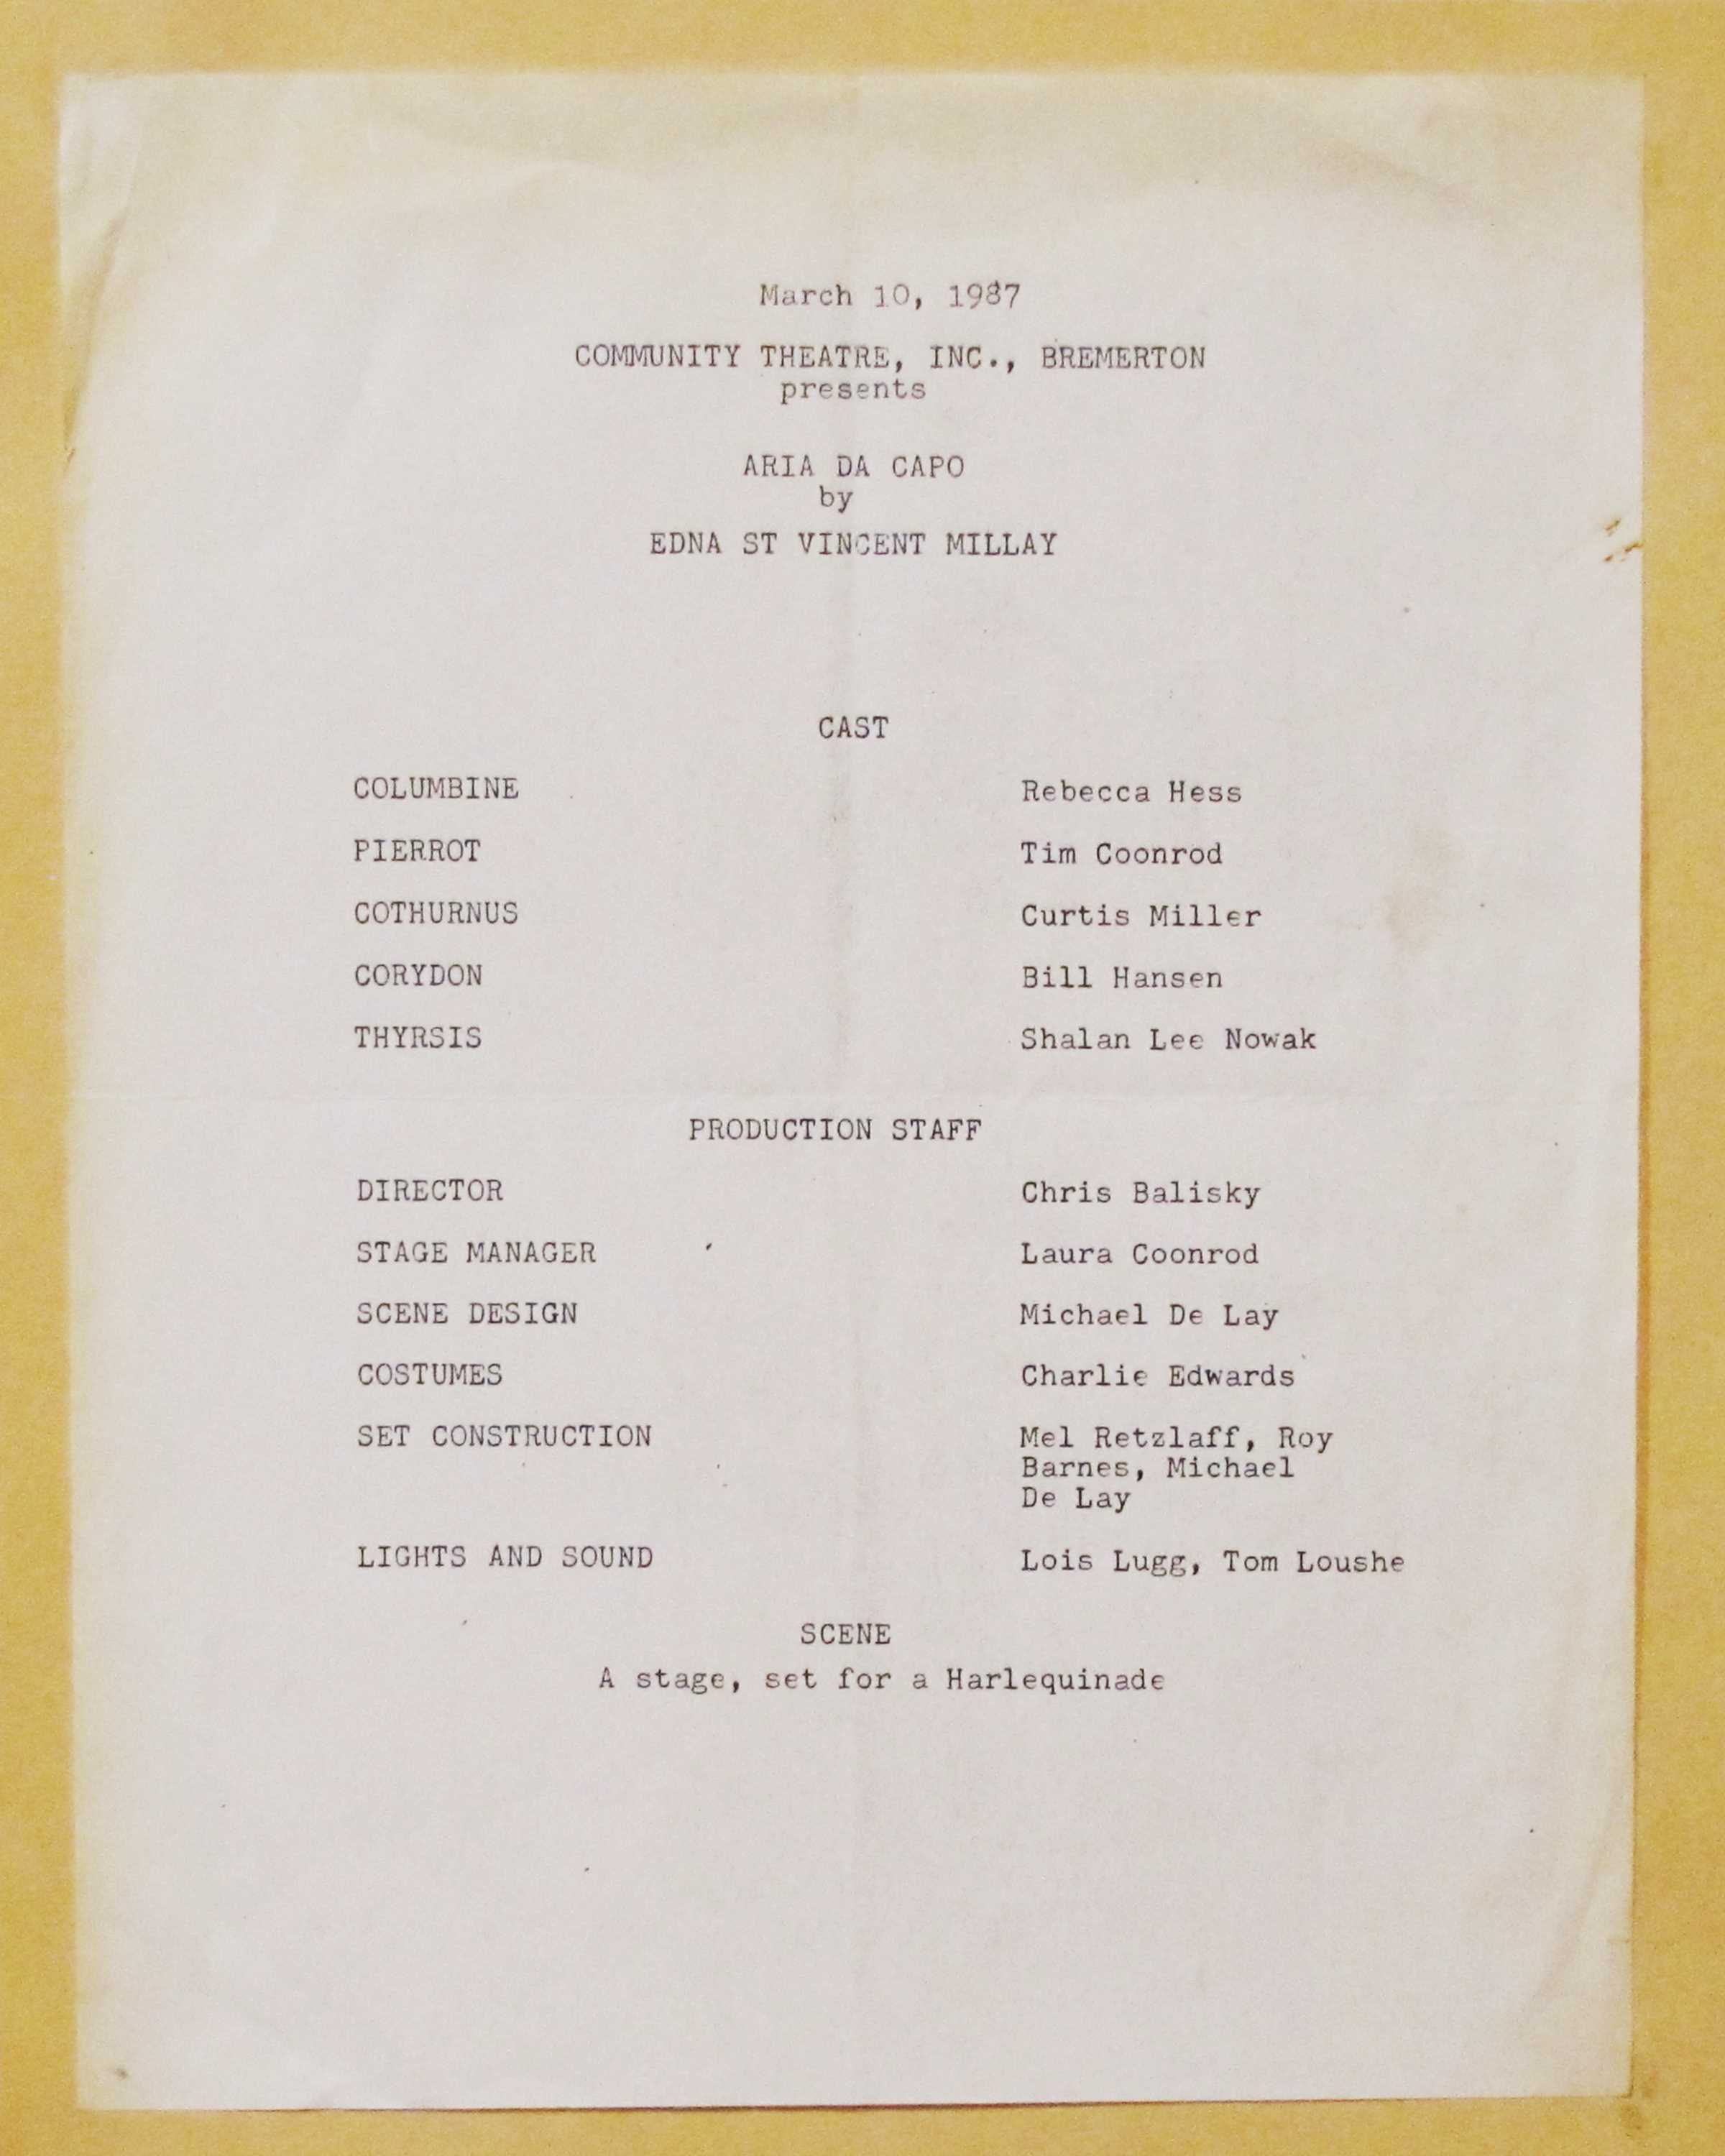 March 10, 1987
COMMUNITY THEATRE, INC., BREMERTON
presents
ARIA DA CAPO
by
EDNA ST VINCENT MILLAY
CAST
COLUMBINE Rebecca Hess
PIERROT Tim Coonrod
COTHURNUS Curtis Miller
CORYDON Bill Hansen
THYRSIS Shalan Lee Nowak
PRODUCTION STAFF
DIRECTOR Chris Balisky
STAGE MANAGER Laura Coonrod
SCENE DESIGN Michael De Lay
COSTUMES Charlie Edwards
SET CONSTRUCTION Mel Retzlaff, Roy
Barnes, Michael
De Lay
LIGHTS AND SOUND Lois Lugg, Tom Loushe
SCENE
A stage, set for a Harlequinade